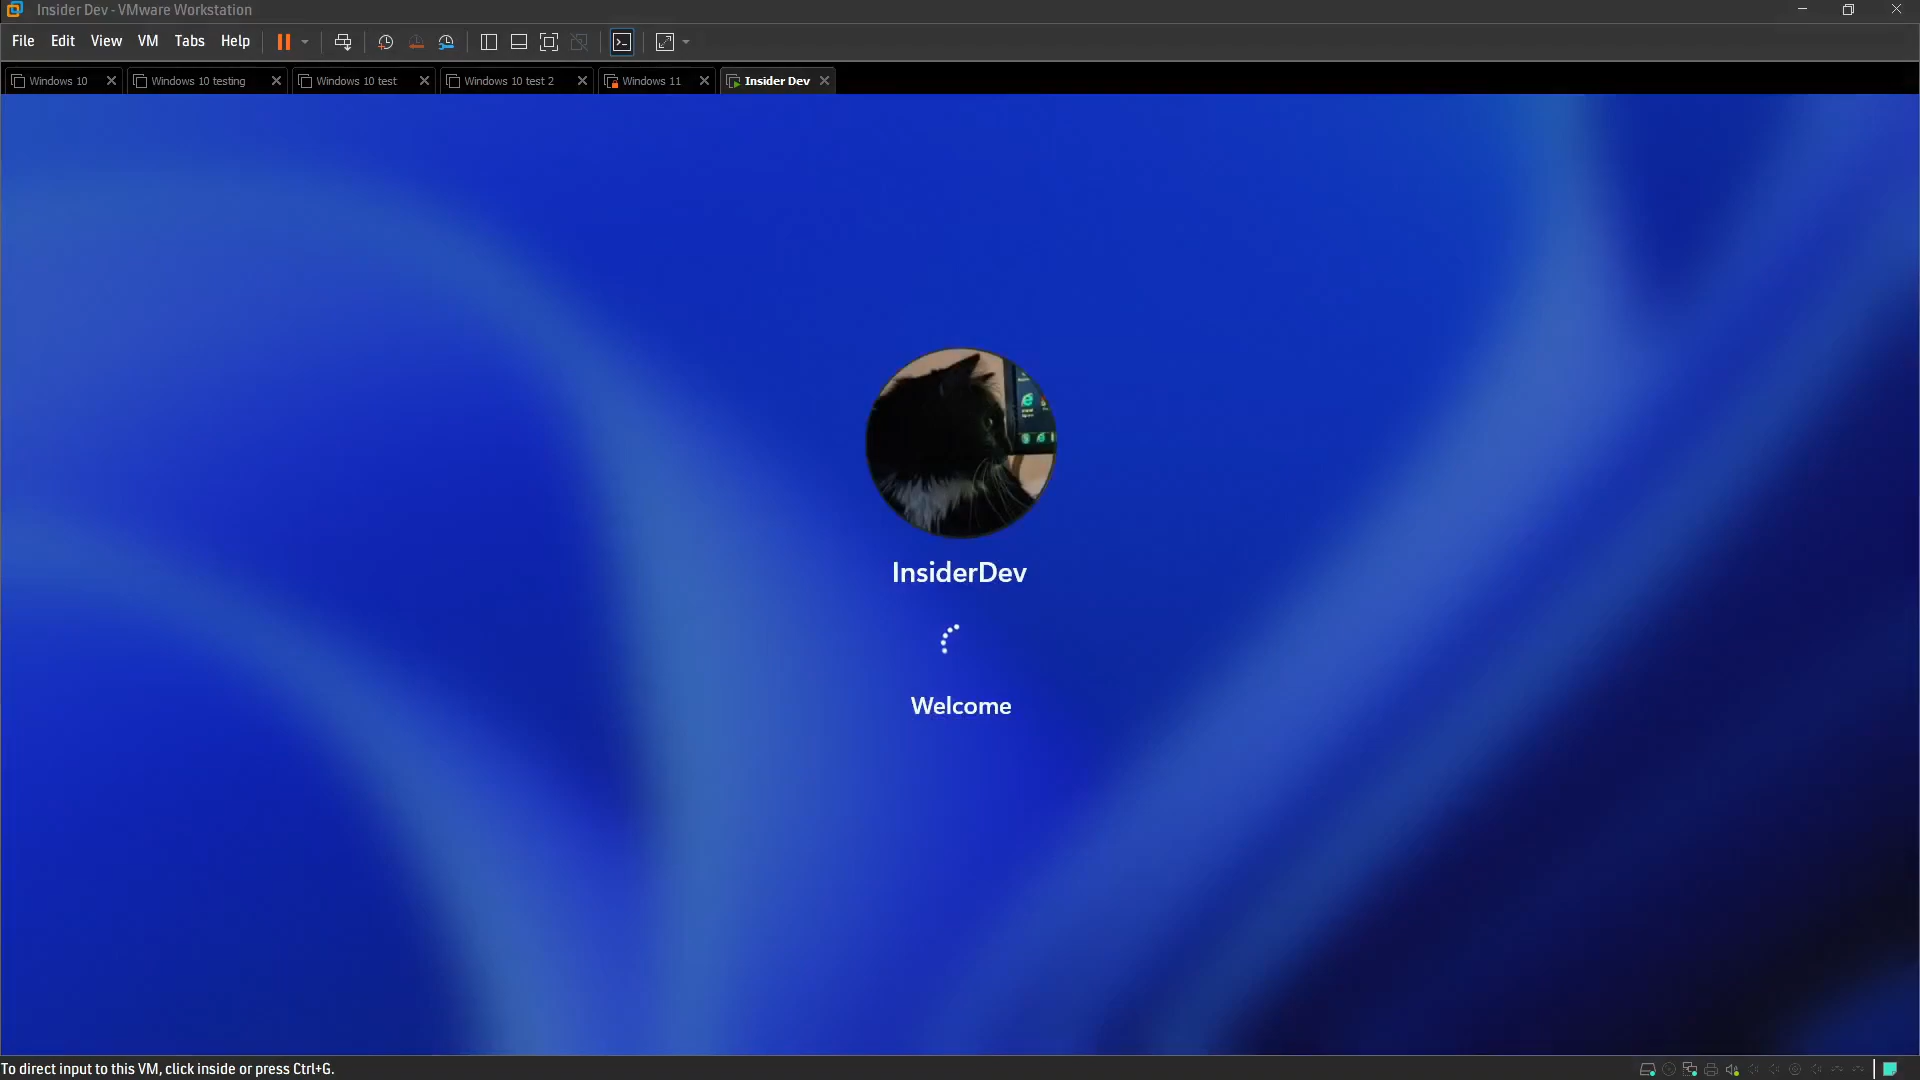 Insider Dev - VMware Workstation
File Edit View VM Tabs Help
Windows 10 Windows 10 testing Windows 10 test Windows 10 test 2 Windows 11 Insider Dev
InsiderDev
Welcome
To direct input to this VM, click inside or press Ctrl+G.